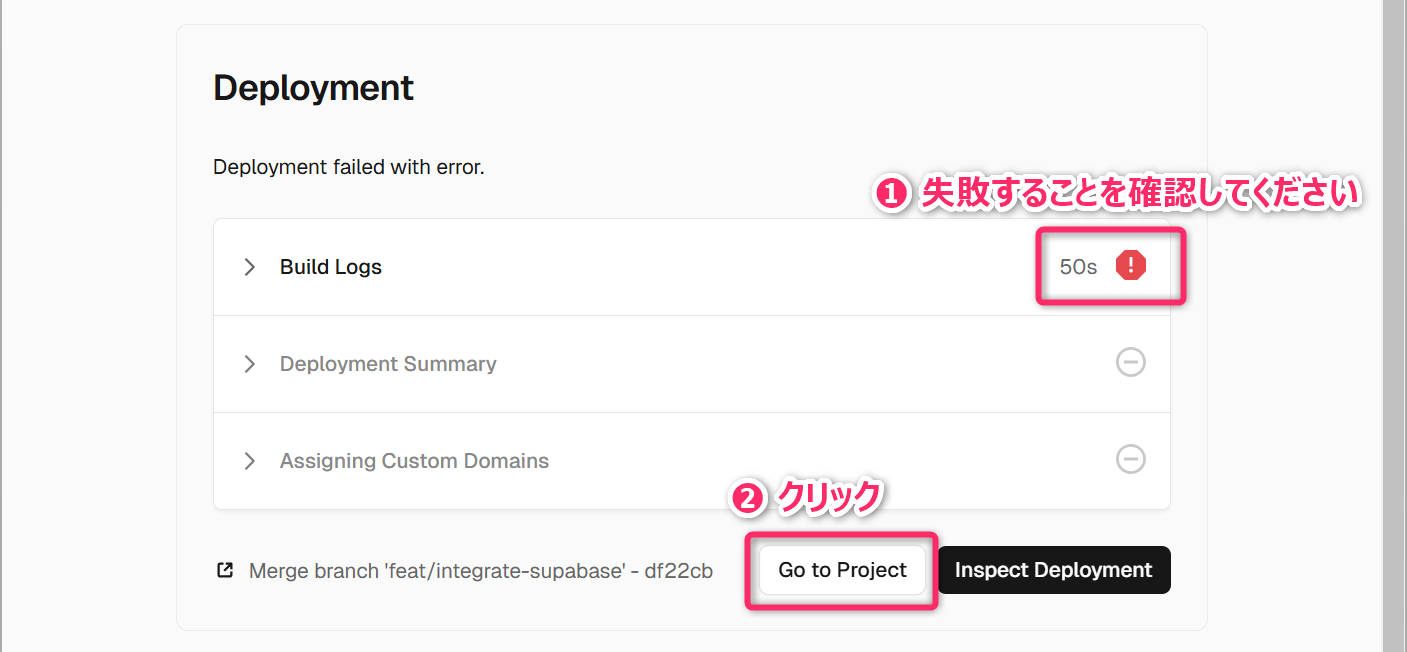 Deployment
Deployment failed with error.
❶ 失敗することを確認してください
Build Logs 50s
Deployment Summary
Assigning Custom Domains
❷ クリック
Merge branch 'feat/integrate-supabase' - df22cb Go to Project Inspect Deployment